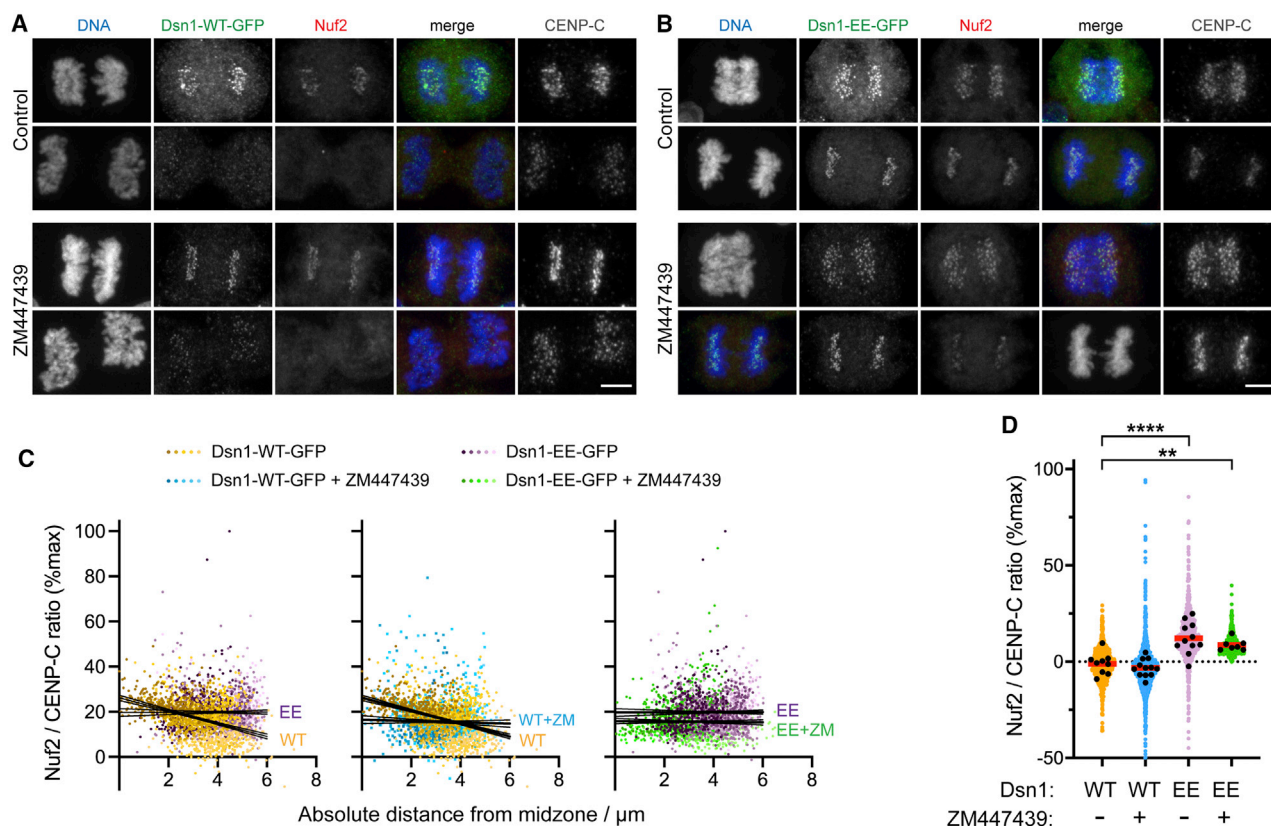 A
DNA
Dsn1-WT-GFP
Nuf2
merge
CENP-C
Control
ZM447439
B
DNA
Dsn1-EE-GFP
Nuf2
merge
CENP-C
Control
ZM447439
C
Dsn1-WT-GFP
Dsn1-EE-GFP
Dsn1-WT-GFP + ZM447439
Dsn1-EE-GFP + ZM447439
Nuf2 / CENP-C ratio (%max)
100
80
60
40
20
0
EE
WT
2 4 6 8
WT+ZM
WT
2 4 6 8
EE
EE+ZM
2 4 6 8
Absolute distance from midzone / µm
D
****
**
Nuf2 / CENP-C ratio (%max)
100
50
0
-50
Dsn1: WT WT EE EE
ZM447439: - + - +